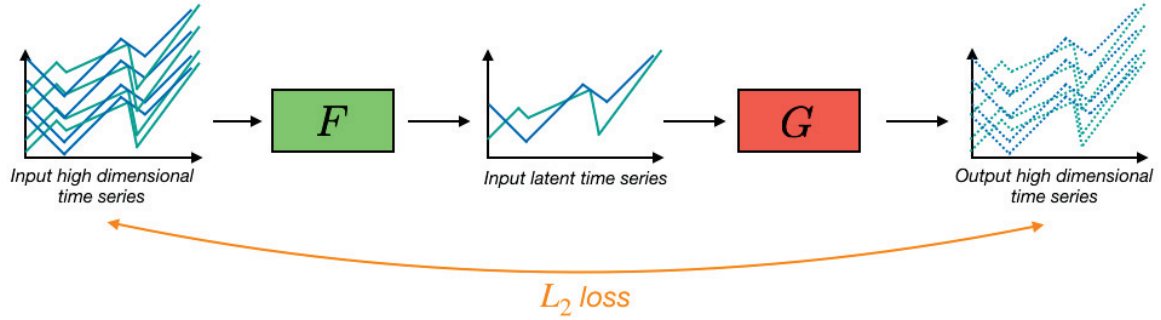 F
G
Input high dimensional
time series
Input latent time series
Output high dimensional
time series
L₂ loss